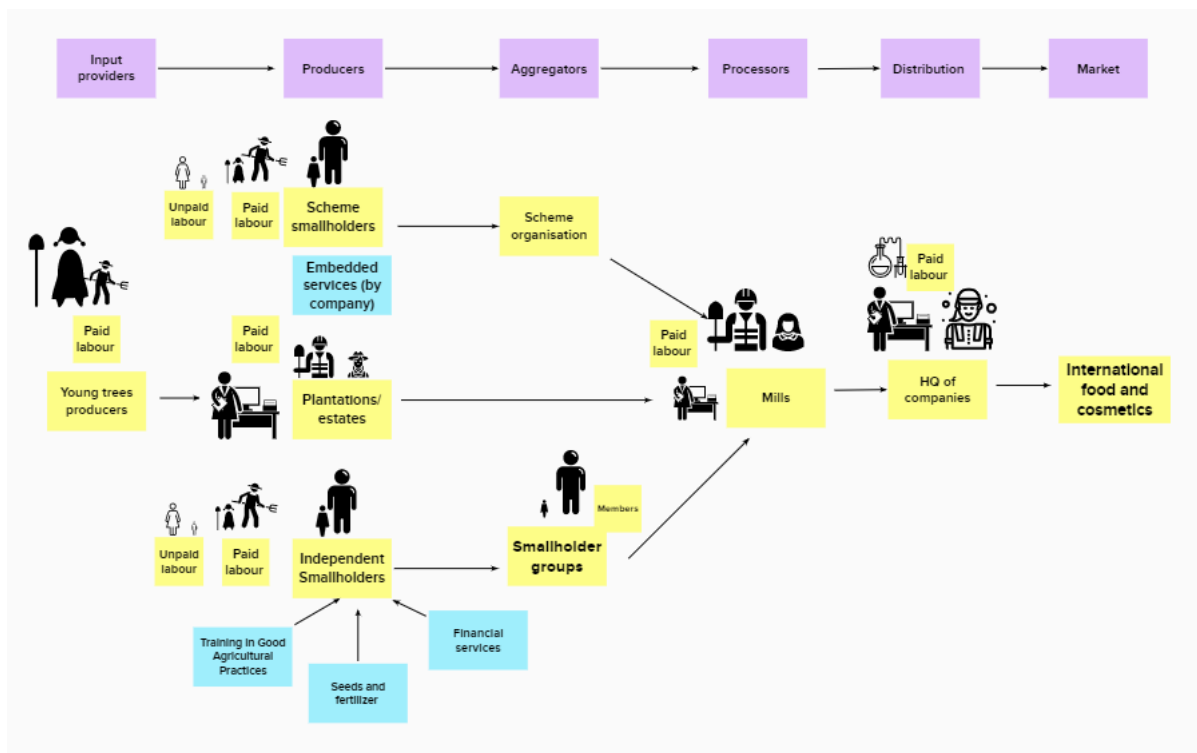 Input
providers
Producers
Aggregators
Processors
Distribution
Market
Unpaid
labour
Paid
labour
Scheme
smallholders
Scheme
organisation
Embedded
services (by
company)
Paid
labour
Paid
labour
Paid
labour
Paid
labour
Young trees
producers
Plantations/
estates
Mills
HQ of
companies
International
food and
cosmetics
Members
Unpaid
labour
Paid
labour
Independent
Smallholders
Smallholder
groups
Training in Good
Agricultural
Practices
Seeds and
fertilizer
Financial
services